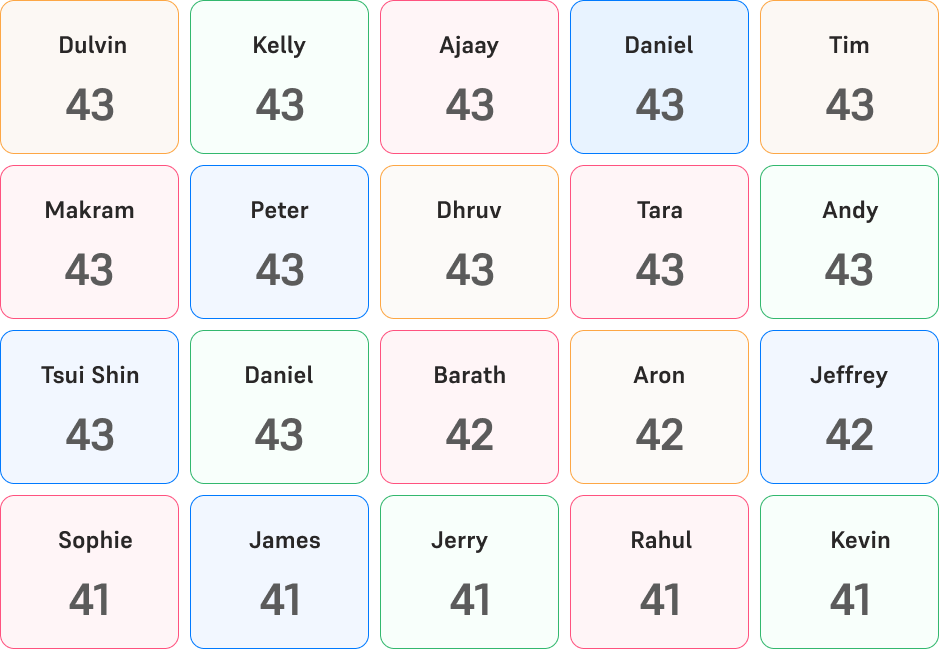 Dulvin Kelly Ajaay Daniel Tim
43 43 43 43 43
Makram Peter Dhruv Tara Andy
43 43 43 43 43
Tsui Shin Daniel Barath Aron Jeffrey
43 43 42 42 42
Sophie James Jerry Rahul Kevin
41 41 41 41 41